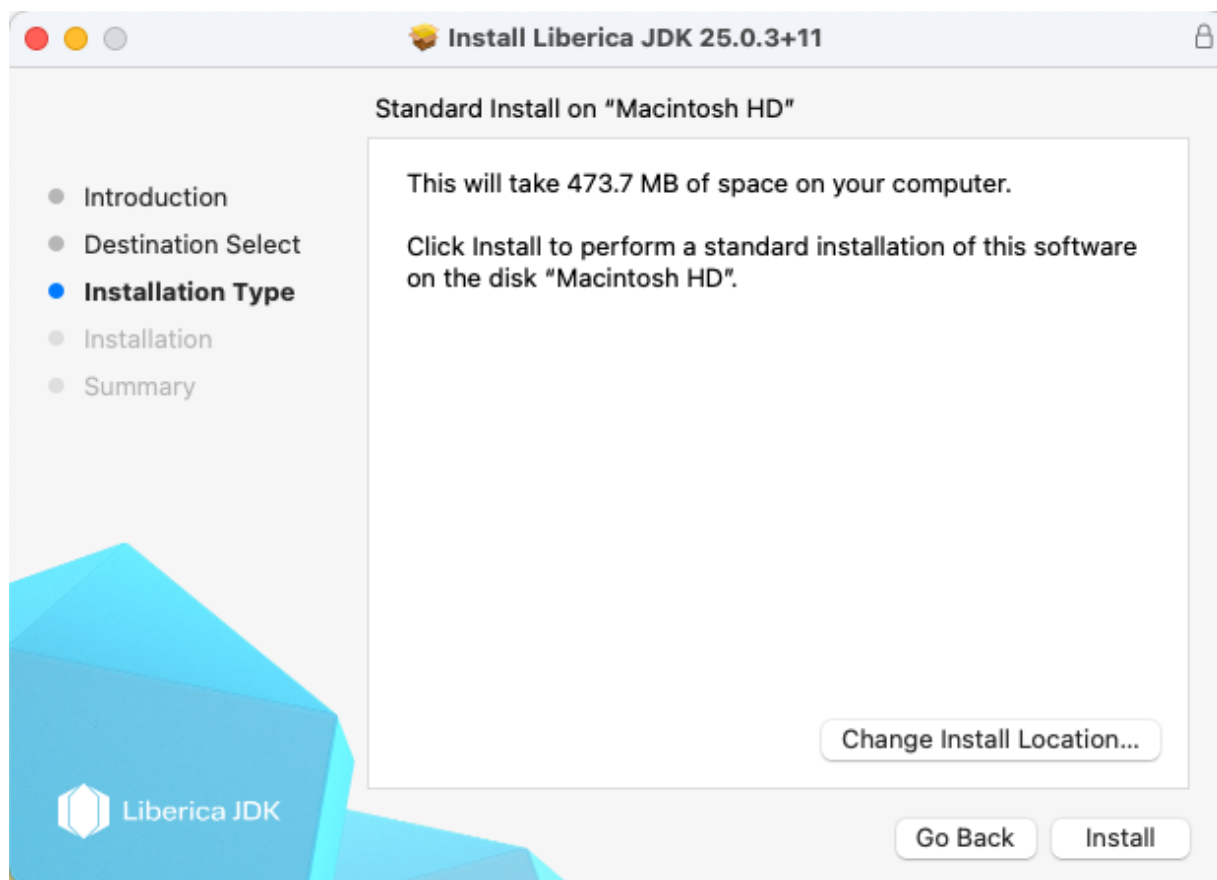 Install Liberica JDK 25.0.3+11
Standard Install on “Macintosh HD”
Introduction
Destination Select
Installation Type
Installation
Summary
This will take 473.7 MB of space on your computer.
Click Install to perform a standard installation of this software
on the disk “Macintosh HD”.
Change Install Location...
Liberica JDK
Go Back
Install